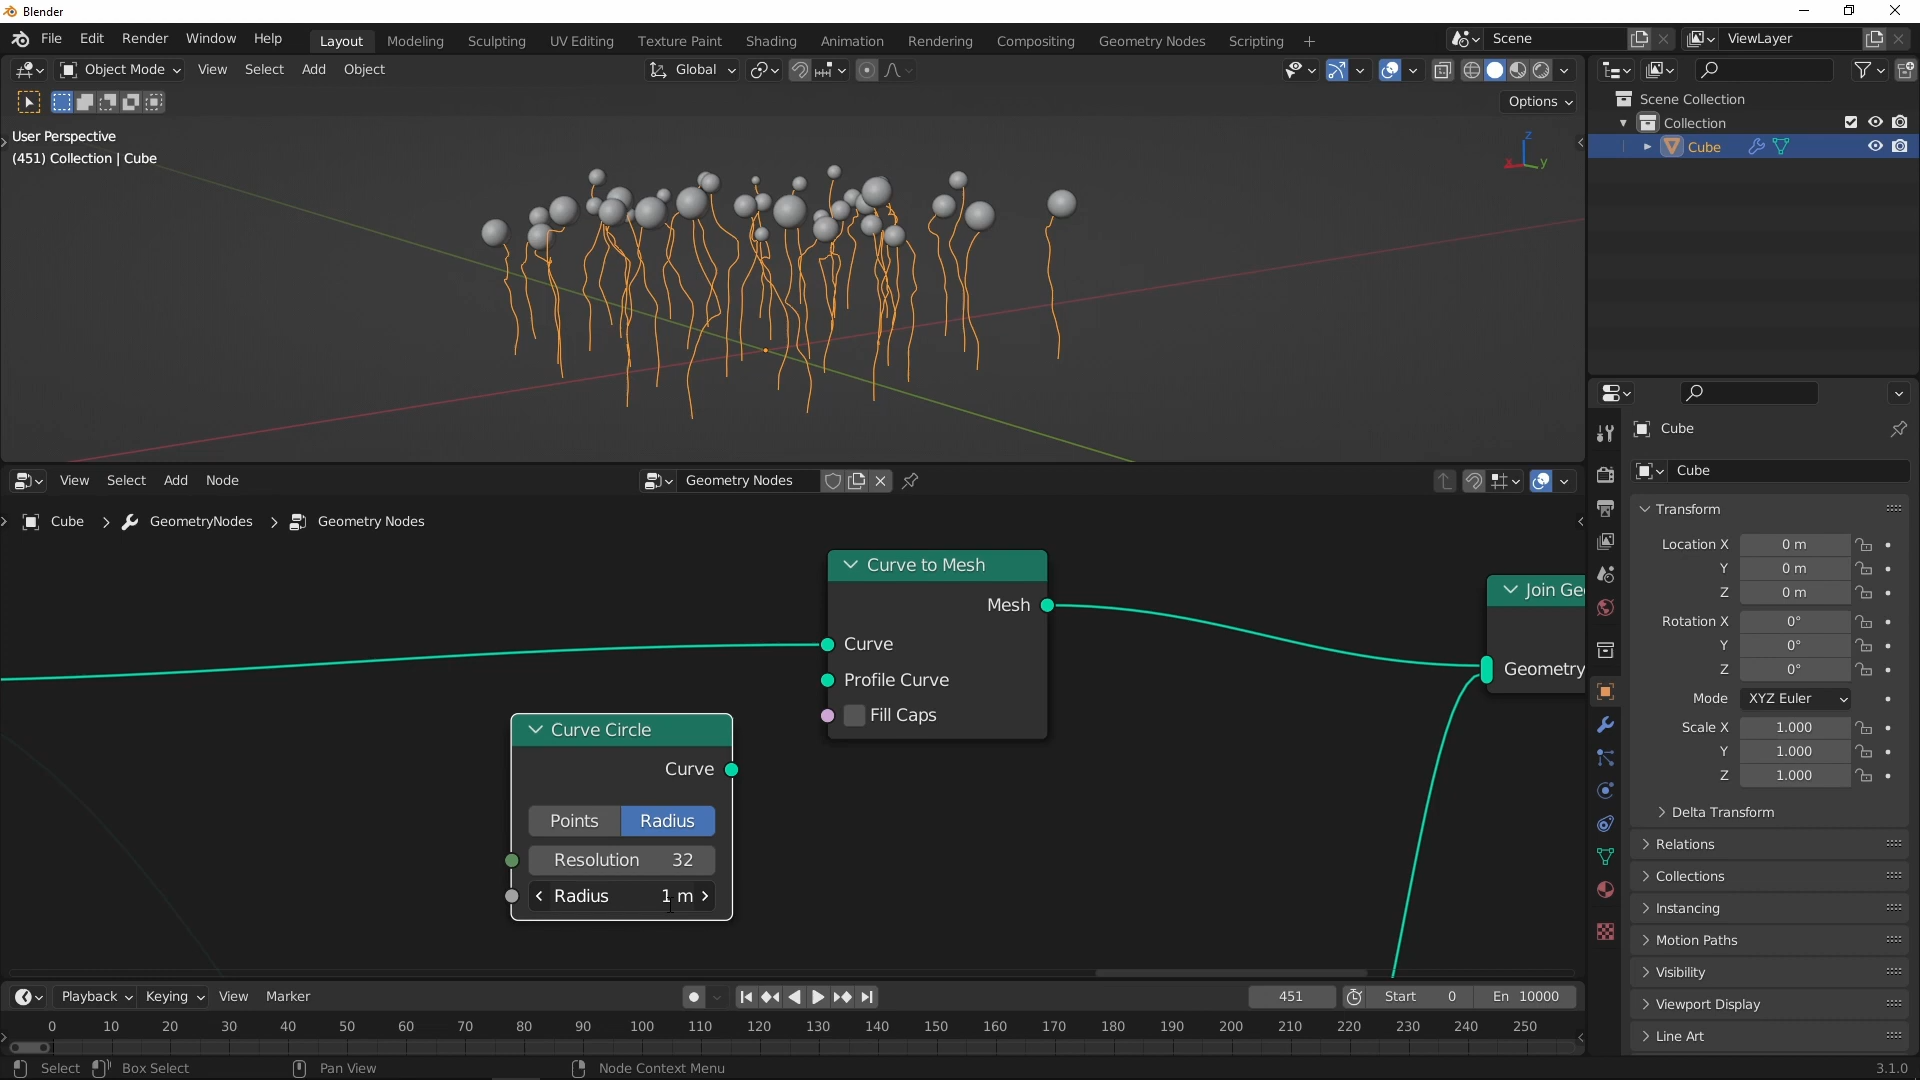 Blender
File Edit Render Window Help
Layout Modeling Sculpting UV Editing Texture Paint Shading Animation Rendering Compositing Geometry Nodes Scripting +
Scene
ViewLayer
Object Mode View Select Add Object
Global
Options
User Perspective
(451) Collection | Cube
Z
X
Y
Scene Collection
Collection
Cube
View Select Add Node
Geometry Nodes
Cube > GeometryNodes > Geometry Nodes
Curve to Mesh
Mesh
Curve
Profile Curve
Fill Caps
Curve Circle
Curve
Points Radius
Resolution 32
Radius 1 m
Join Ge
Geometry
Cube
Cube
Transform
Location X 0 m
Y 0 m
Z 0 m
Rotation X 0°
Y 0°
Z 0°
Mode XYZ Euler
Scale X 1.000
Y 1.000
Z 1.000
Delta Transform
Relations
Collections
Instancing
Motion Paths
Visibility
Viewport Display
Line Art
Playback Keying View Marker
451
Start 0
En 10000
0 10 20 30 40 50 60 70 80 90 100 110 120 130 140 150 160 170 180 190 200 210 220 230 240 250
Select Box Select Pan View Node Context Menu
3.1.0